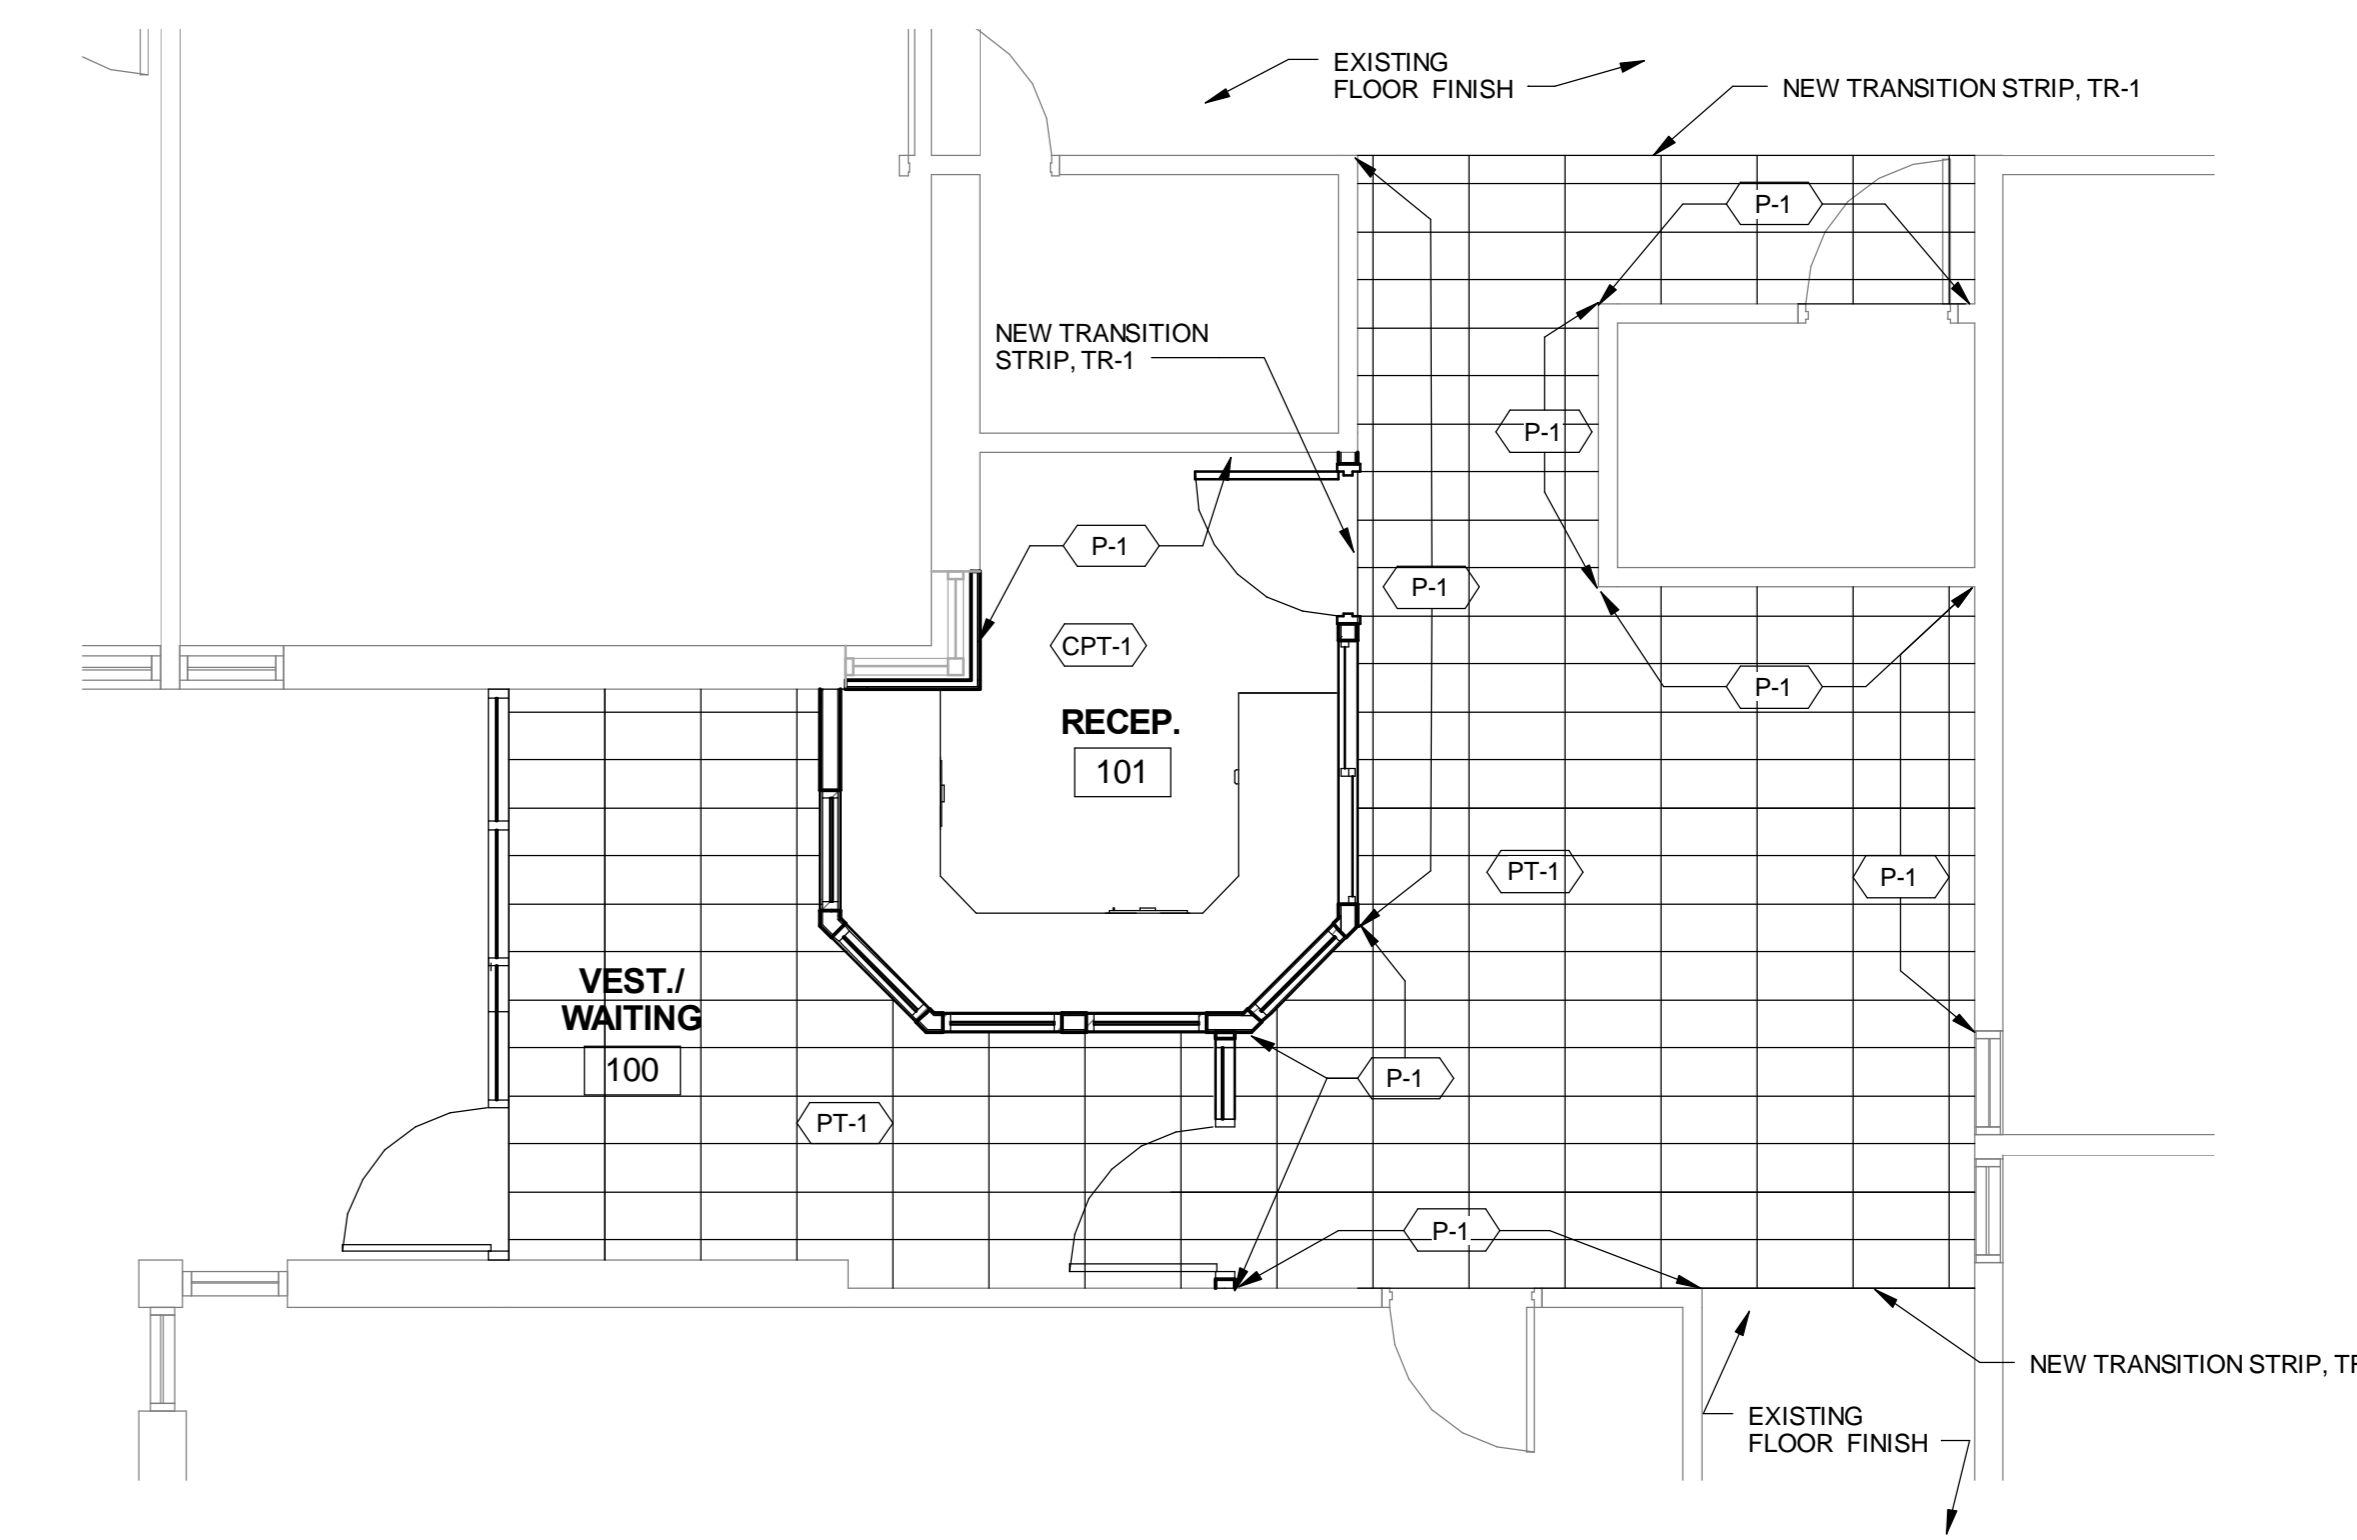 EXISTING
FLOOR FINISH
NEW TRANSITION STRIP, TR-1
P-1
NEW TRANSITION
STRIP, TR-1
P-1
P-1
P-1
CPT-1
P-1
RECEP.
101
PT-1
P-1
VEST./
WAITING
100
P-1
PT-1
P-1
NEW TRANSITION STRIP,
EXISTING
FLOOR FINISH